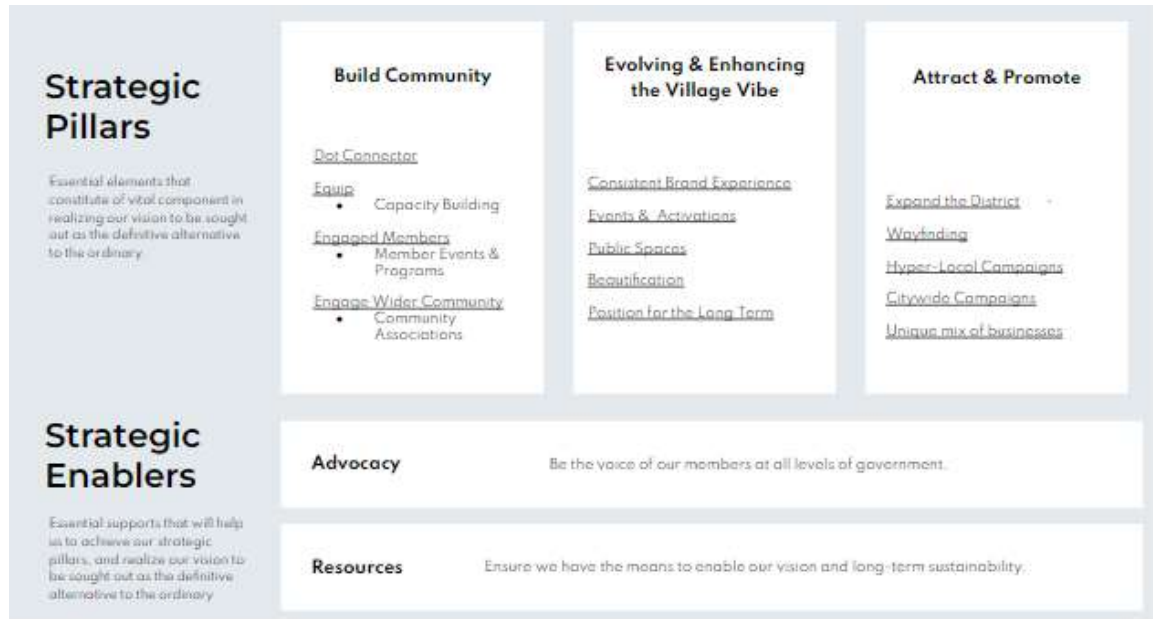 Strategic
Pillars
Essential elements that
constitute of vital component in
realizing our vision to be sought
out as the definitive alternative
to the ordinary
Build Community
Dot Connector
Equip
• Capacity Building
Engaged Members
• Member Events &
Programs
Engage Wider Community
• Community
Associations
Evolving & Enhancing
the Village Vibe
Consistent Brand Experience
Events & Activations
Public Spaces
Beautification
Position for the Long Term
Attract & Promote
Expand the District
Wayfinding
Hyper-Local Campaigns
Citywide Campaigns
Unique mix of businesses
Strategic
Enablers
Essential supports that will help
us to achieve our strategic
pillars, and realize our vision to
be sought out as the definitive
alternative to the ordinary
Advocacy
Be the voice of our members at all levels of government.
Resources
Ensure we have the means to enable our vision and long-term sustainability.